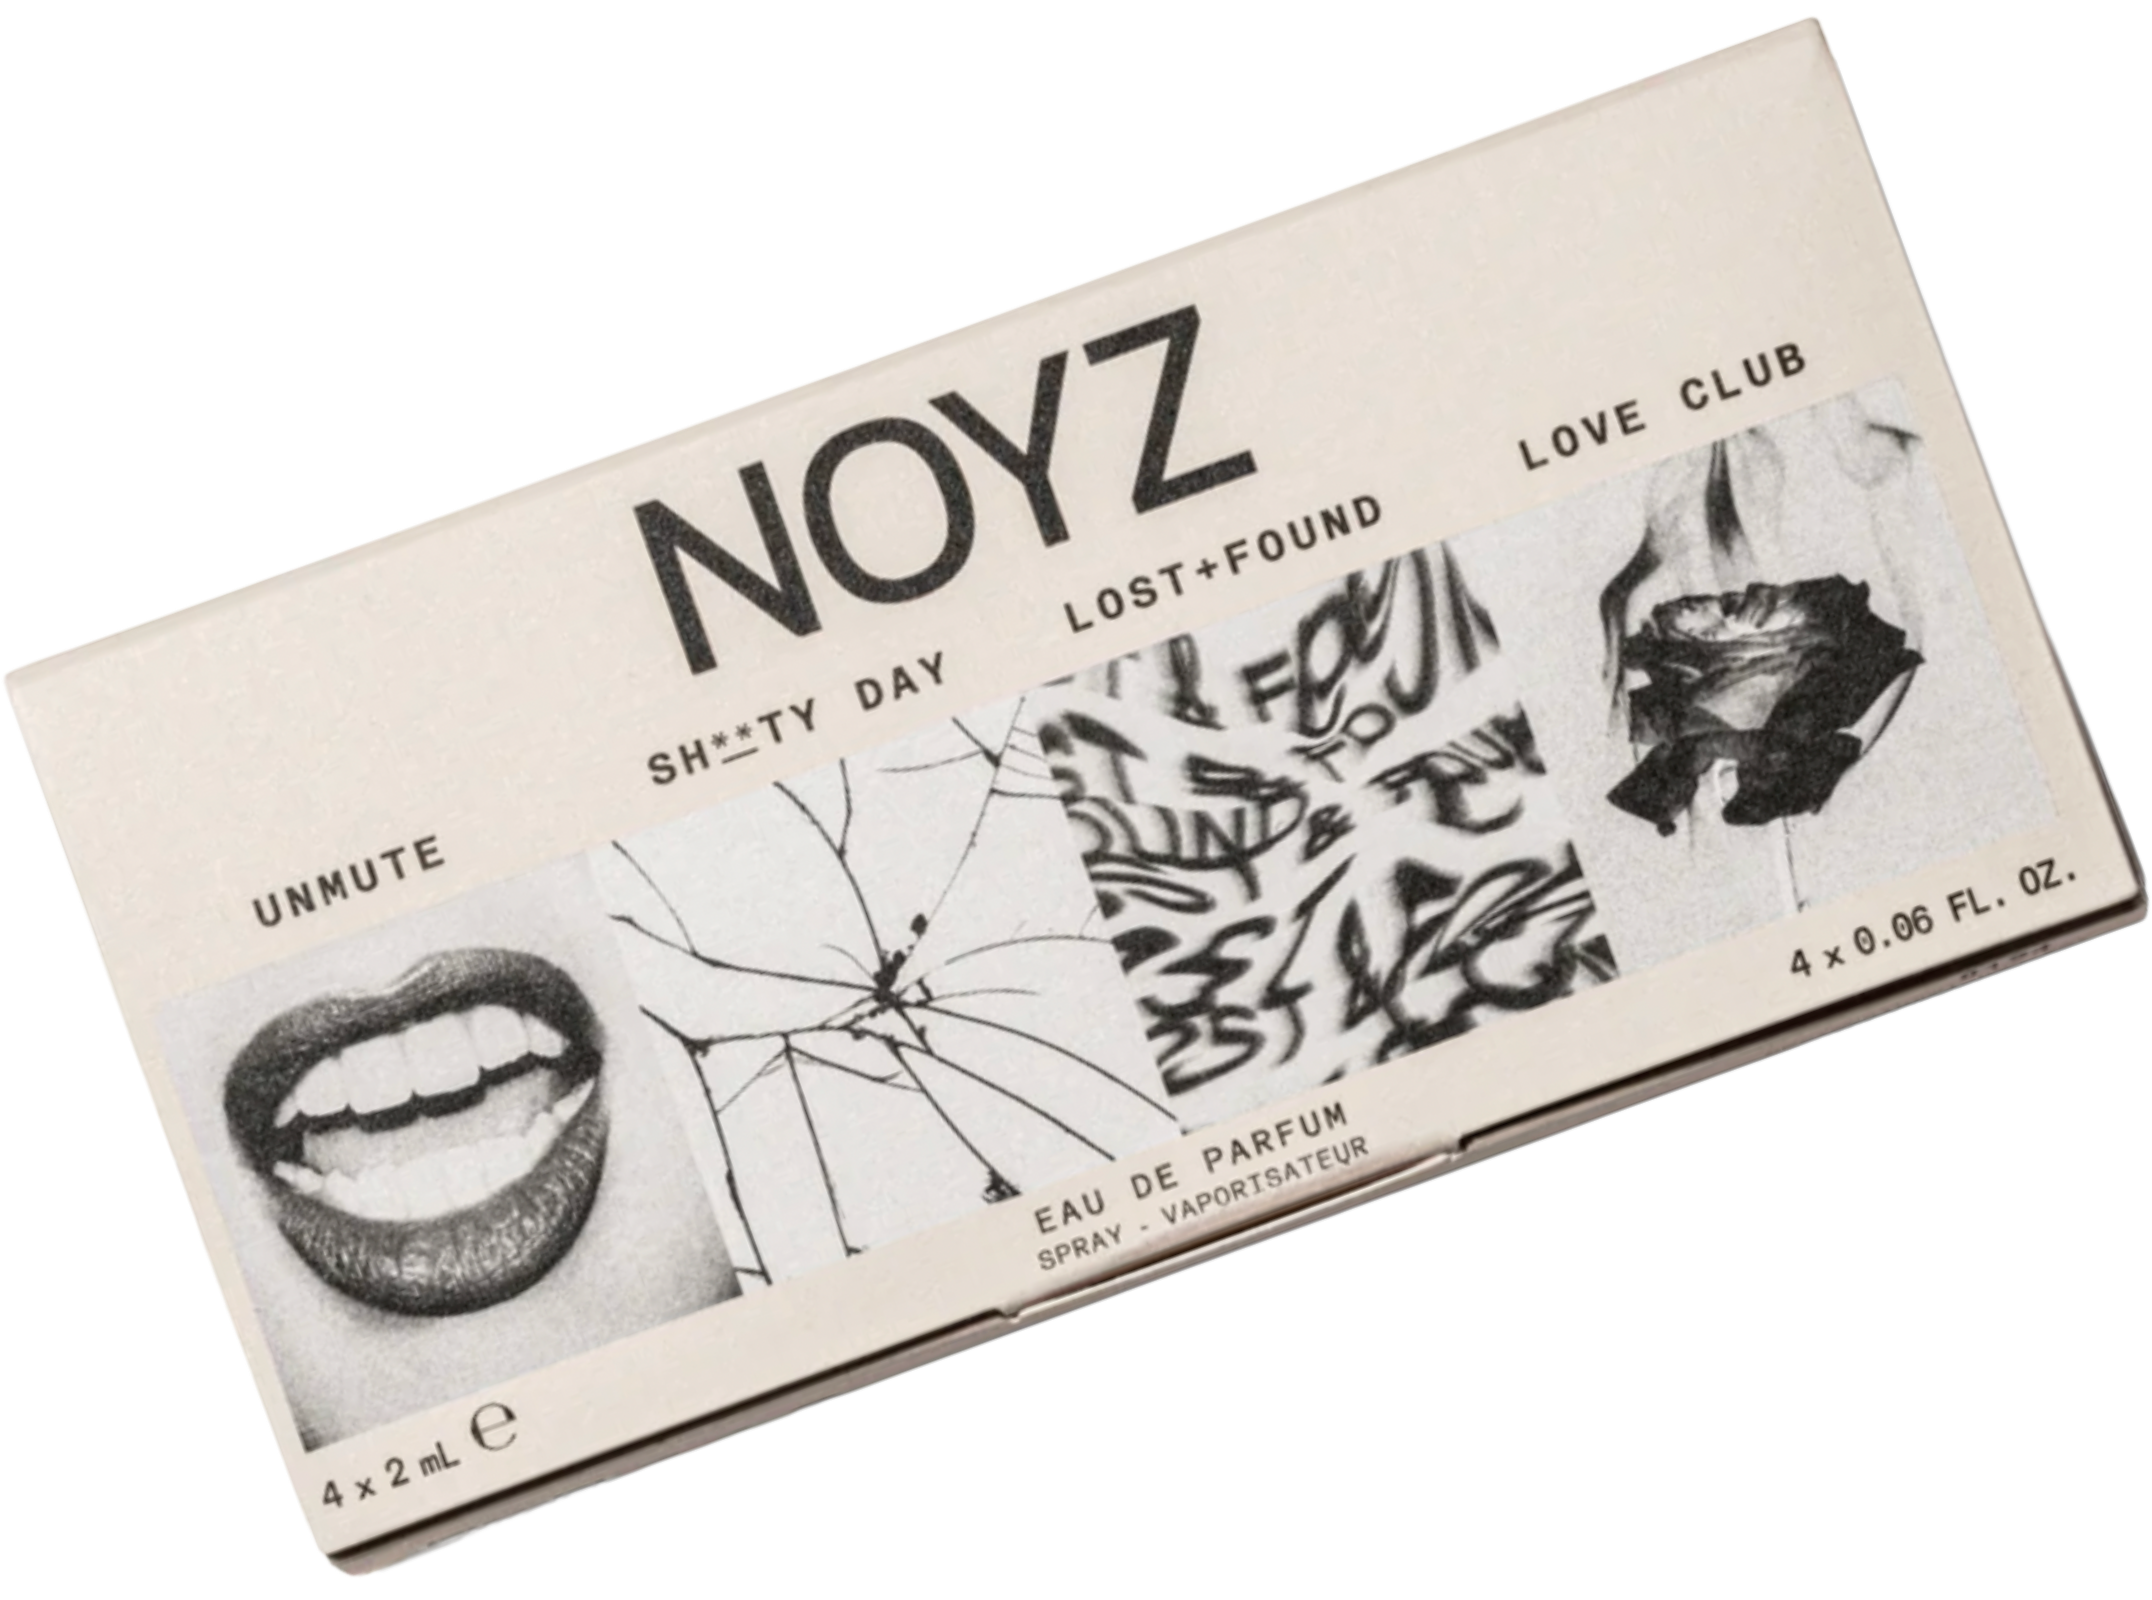 NOYZ
UNMUTE
SH**TY DAY
LOST+FOUND
LOVE CLUB
4 x 2 mL ℮
EAU DE PARFUM
SPRAY - VAPORISATEUR
4 x 0.06 FL. OZ.